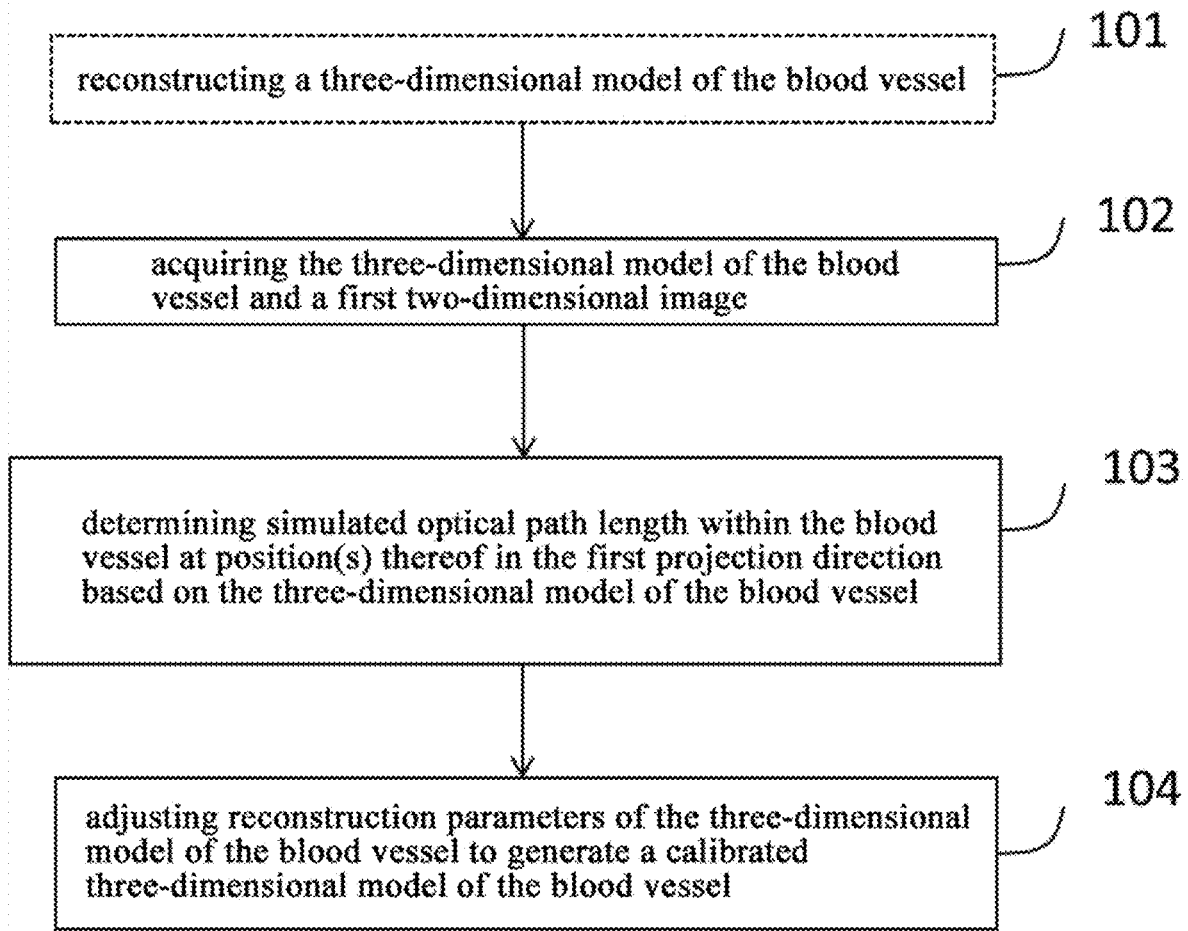 101
reconstructing a three-dimensional model of the blood vessel
102
acquiring the three-dimensional model of the blood
vessel and a first two-dimensional image
103
determining simulated optical path length within the blood
vessel at position(s) thereof in the first projection direction
based on the three-dimensional model of the blood vessel
104
adjusting reconstruction parameters of the three-dimensional
model of the blood vessel to generate a calibrated
three-dimensional model of the blood vessel